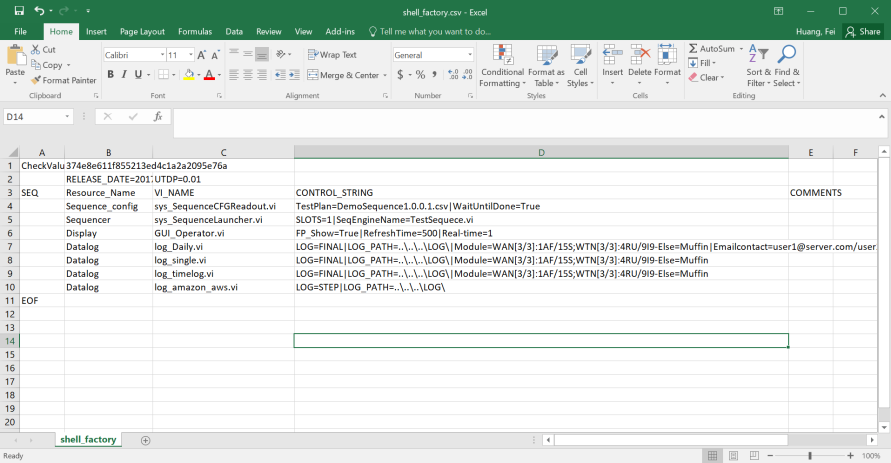 shell_factory.csv - Excel
File Home Insert Page Layout Formulas Data Review View Add-ins Tell me what you want to do... Huang, Fei Share
Paste
Cut
Copy
Format Painter
Clipboard
Calibri 11
B I U
Font
Wrap Text
Merge & Center
Alignment
General
$ % ,
Number
Conditional Formatting
Format as Table
Cell Styles
Styles
Insert Delete Format
Cells
AutoSum
Fill
Clear
Sort & Filter
Find & Select
Editing
D14 fx
A B C D E F
1 CheckValu 374e8e611f855213ed4c1a2a2095e76a
2 RELEASE_DATE=201 UTDP=0.01
3 SEQ Resource_Name VI_NAME CONTROL_STRING COMMENTS
4 Sequence_config sys_SequenceCFGReadout.vi TestPlan=DemoSequence1.0.0.1.csv|WaitUntilDone=True
5 Sequencer sys_SequenceLauncher.vi SLOTS=1|SeqEngineName=TestSequece.vi
6 Display GUI_Operator.vi FP_Show=True|RefreshTime=500|Real-time=1
7 Datalog log_Daily.vi LOG=FINAL|LOG_PATH=..\..\..\LOG\|Module=WAN[3/3]:1AF/15S;WTN[3/3]:4RU/9I9-Else=Muffin|Emailcontact=user1@server.com/user
8 Datalog log_single.vi LOG=FINAL|LOG_PATH=..\..\..\LOG\|Module=WAN[3/3]:1AF/15S;WTN[3/3]:4RU/9I9-Else=Muffin
9 Datalog log_timelog.vi LOG=FINAL|LOG_PATH=..\..\..\LOG\|Module=WAN[3/3]:1AF/15S;WTN[3/3]:4RU/9I9-Else=Muffin
10 Datalog log_amazon_aws.vi LOG=STEP|LOG_PATH=..\..\..\LOG\
11 EOF
12
13
14
15
16
17
18
19
20
shell_factory
Ready 100%